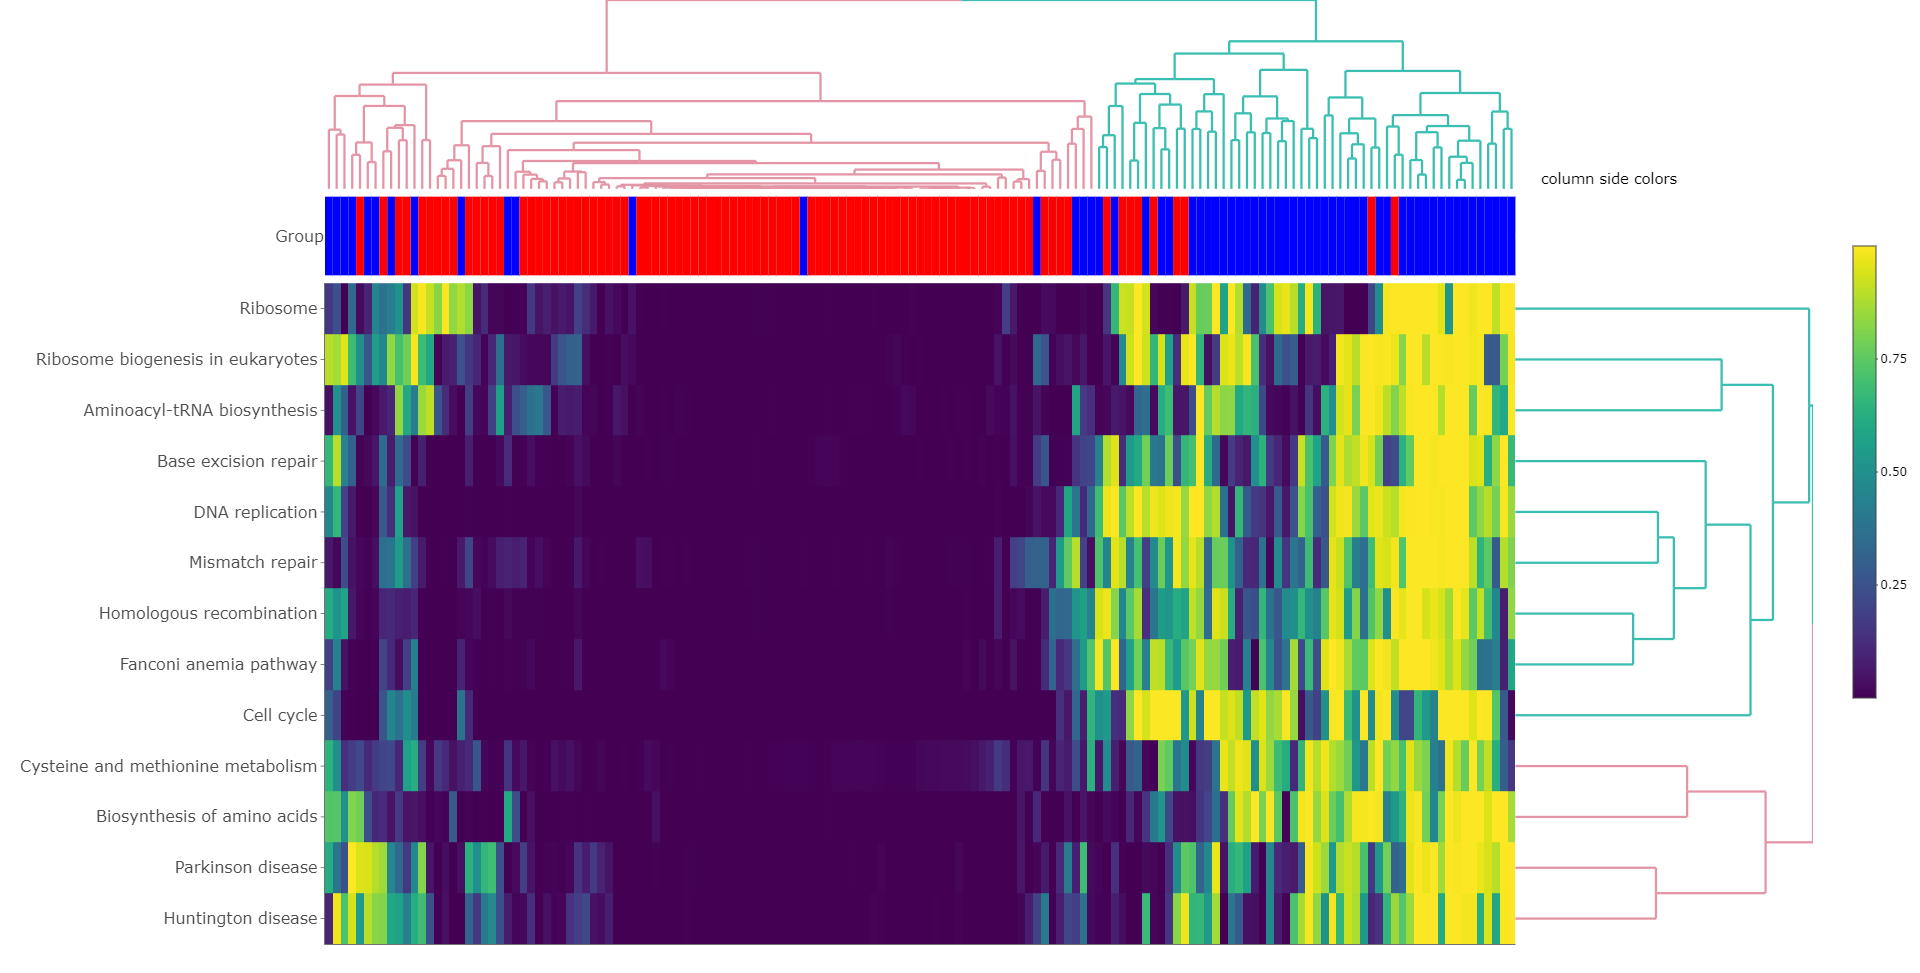 column side colors
Group
Ribosome
Ribosome biogenesis in eukaryotes
Aminoacyl-tRNA biosynthesis
Base excision repair
DNA replication
Mismatch repair
Homologous recombination
Fanconi anemia pathway
Cell cycle
Cysteine and methionine metabolism
Biosynthesis of amino acids
Parkinson disease
Huntington disease
0.75
0.50
0.25